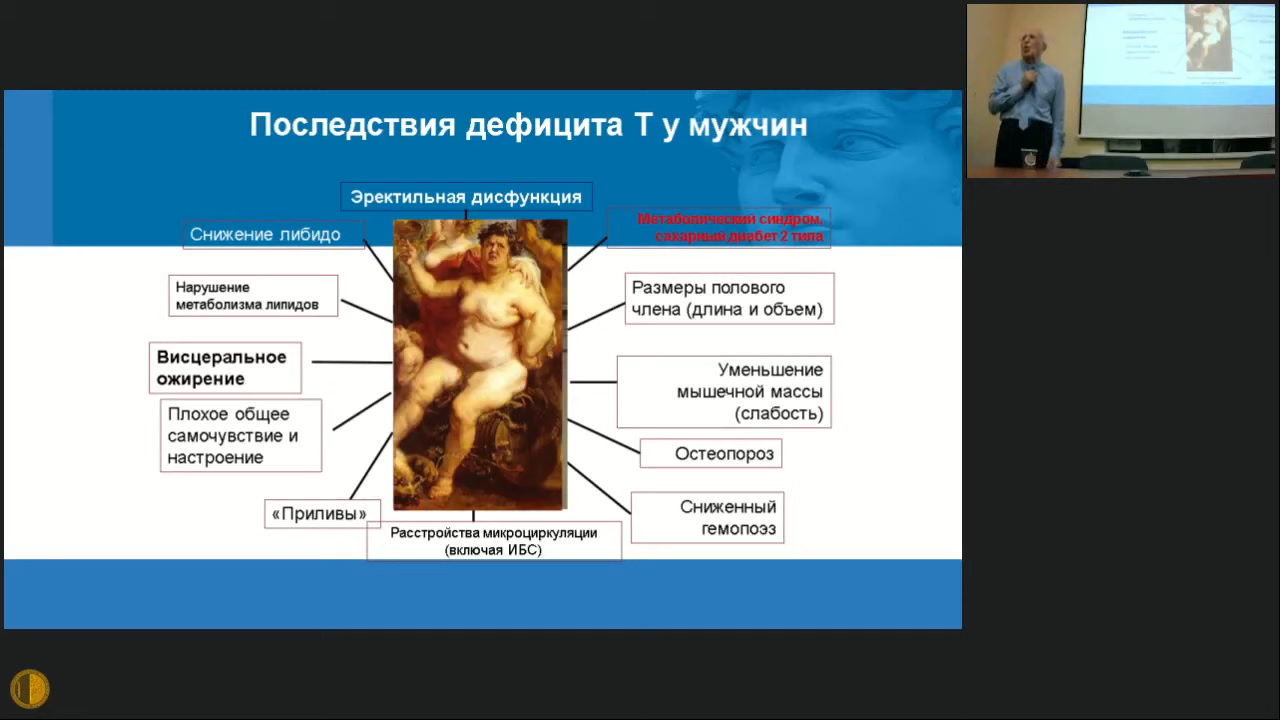 Последствия дефицита Т у мужчин
Эректильная дисфункция
Снижение либидо
Метаболический синдром,
сахарный диабет 2 типа
Нарушение
метаболизма липидов
Размеры полового
члена (длина и объем)
Висцеральное
ожирение
Уменьшение
мышечной массы
(слабость)
Плохое общее
самочувствие и
настроение
Остеопороз
«Приливы»
Сниженный
гемопоэз
Расстройства микроциркуляции
(включая ИБС)